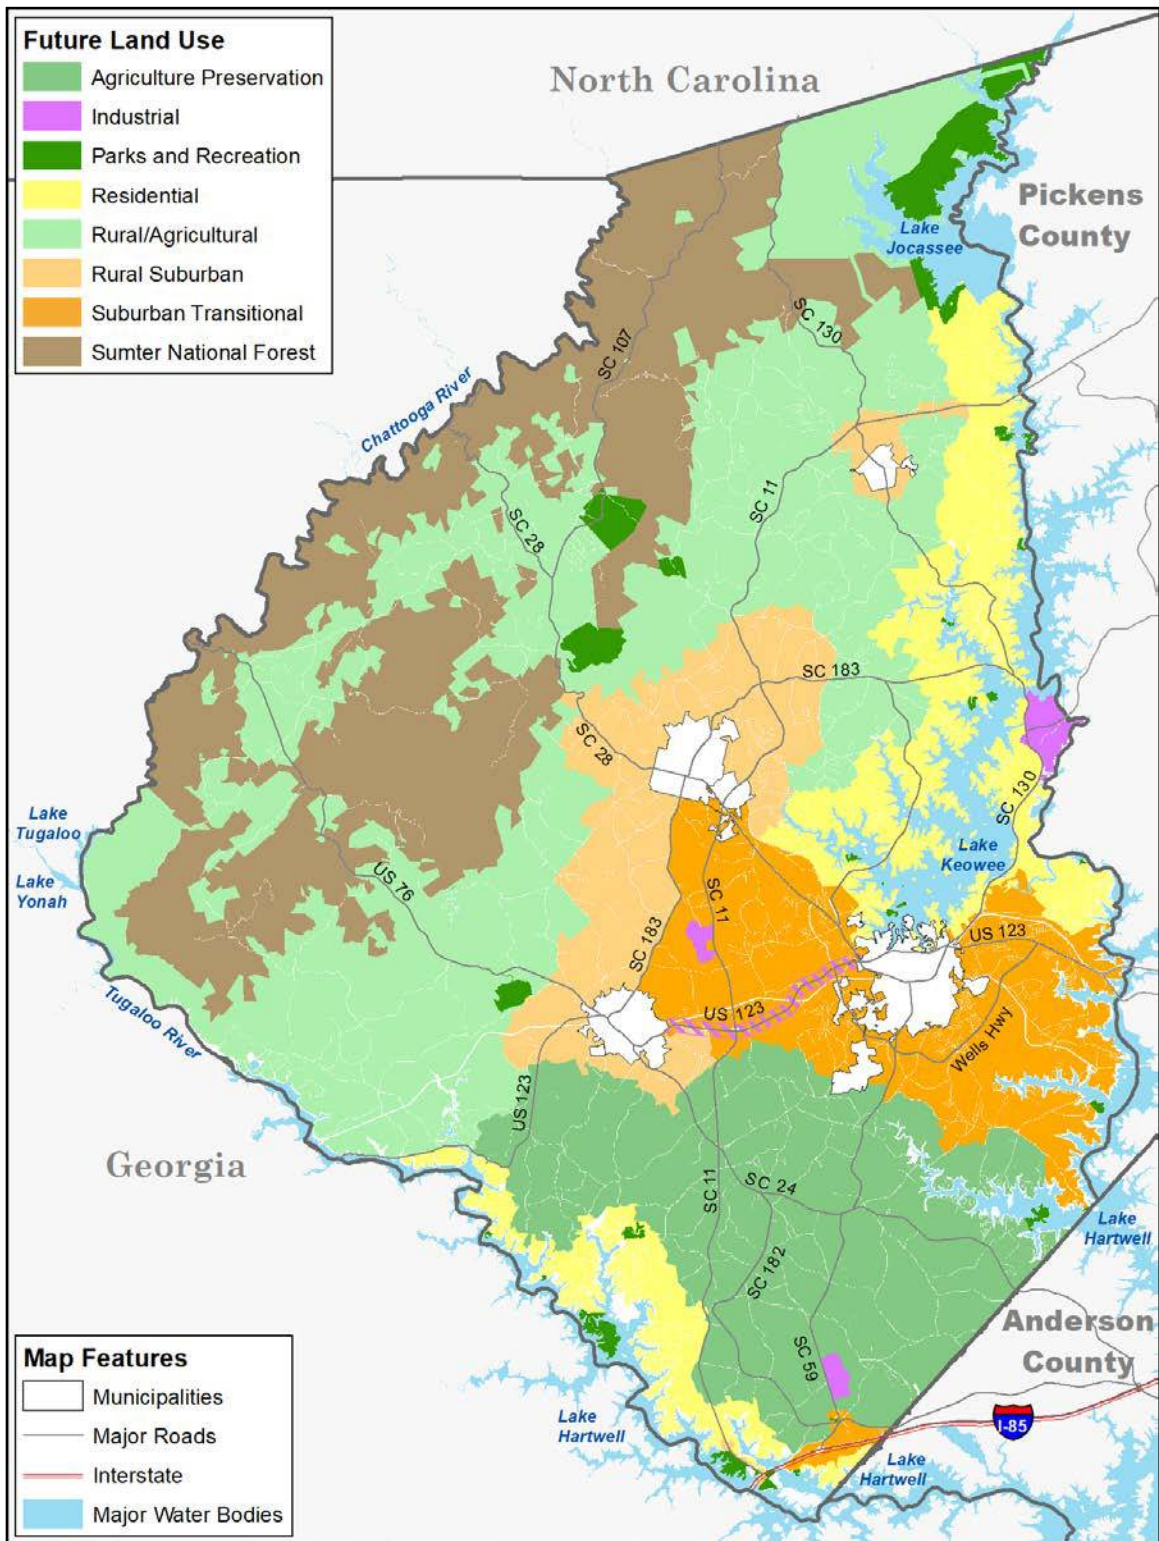 Future Land Use
Agriculture Preservation
Industrial
Parks and Recreation
Residential
Rural/Agricultural
Rural Suburban
Suburban Transitional
Sumter National Forest
North Carolina
Pickens
County
Lake
Jocassee
SC 130
SC 107
Chattooga River
SC 11
SC 28
SC 183
SC 28
SC 130
Lake
Tugaloo
Lake
Keowee
Lake
Yonah
US 76
SC 11
SC 183
US 123
US 123
Tugaloo River
Wells Hwy
US 123
Georgia
SC 11
SC 24
Lake
Hartwell
SC 182
Anderson
County
SC 59
Lake
Hartwell
I-85
Lake
Hartwell
Map Features
Municipalities
Major Roads
Interstate
Major Water Bodies